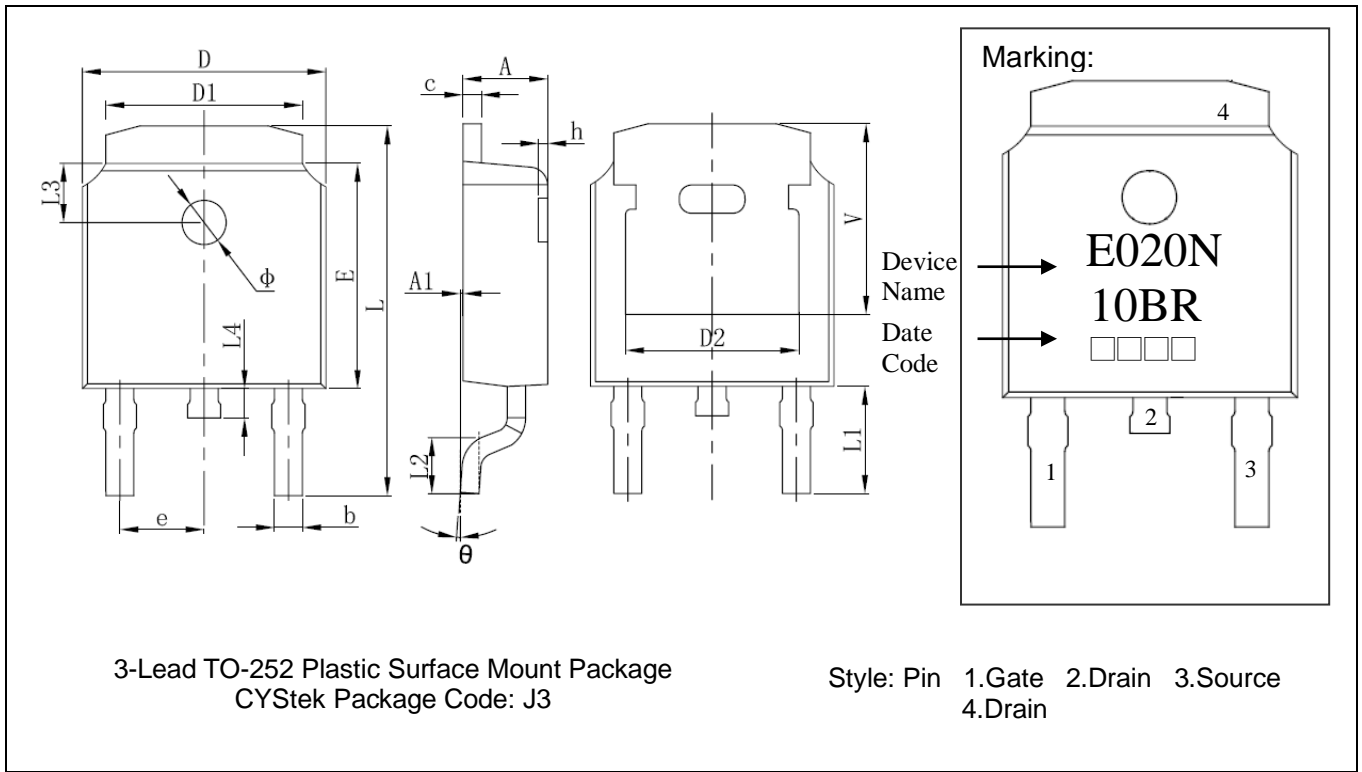 D
D1
L3
ϕ
E
L
L4
e
b
A
c
h
A1
L2
θ
V
D2
L1
Marking:
4
E020N
10BR
□□□□
Device
Name
Date
Code
1
2
3
3-Lead TO-252 Plastic Surface Mount Package
CYStek Package Code: J3
Style: Pin 1.Gate 2.Drain 3.Source
4.Drain